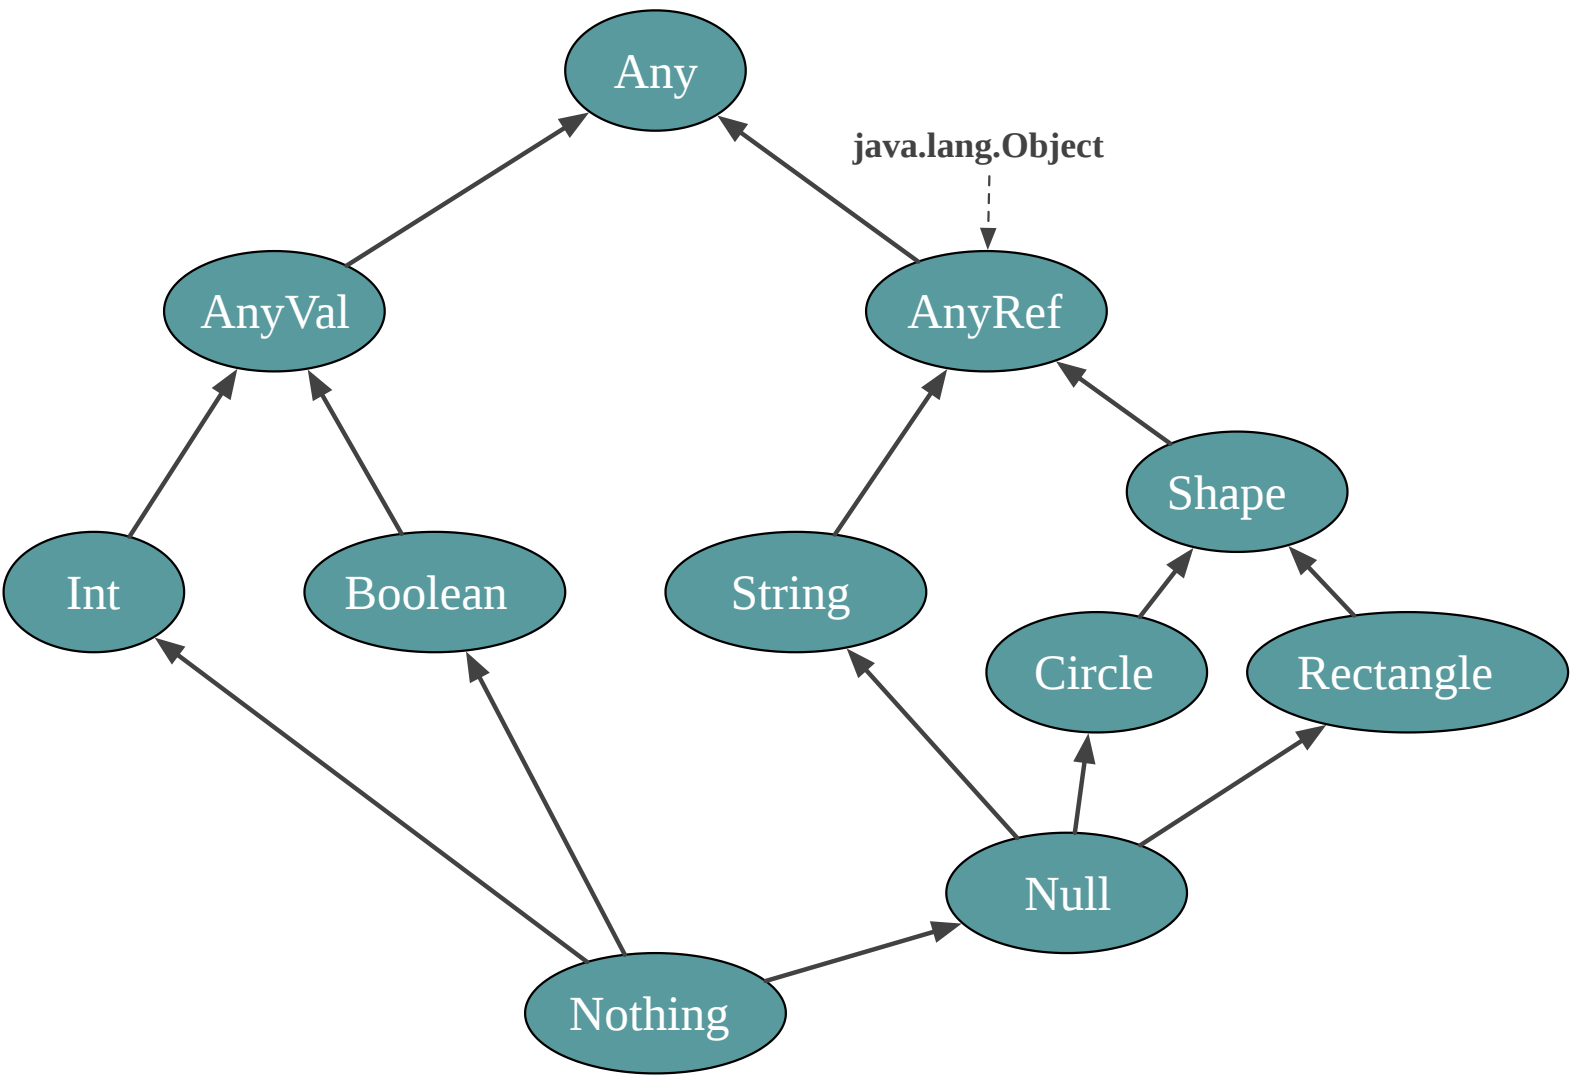 Any
java.lang.Object
AnyVal
AnyRef
Shape
Int
Boolean
String
Circle
Rectangle
Null
Nothing